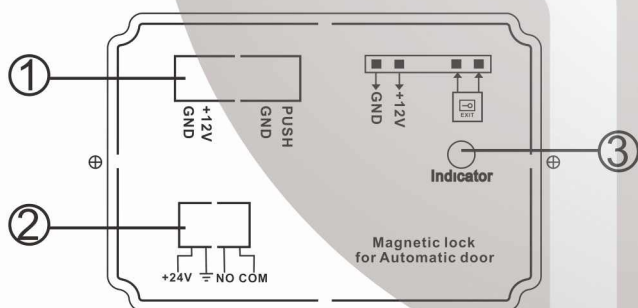 ①
GND
+12V
GND
PUSH
GND
+12V
EXIT
③
Indicator
②
+24V
NO COM
Magnetic lock
for Automatic door